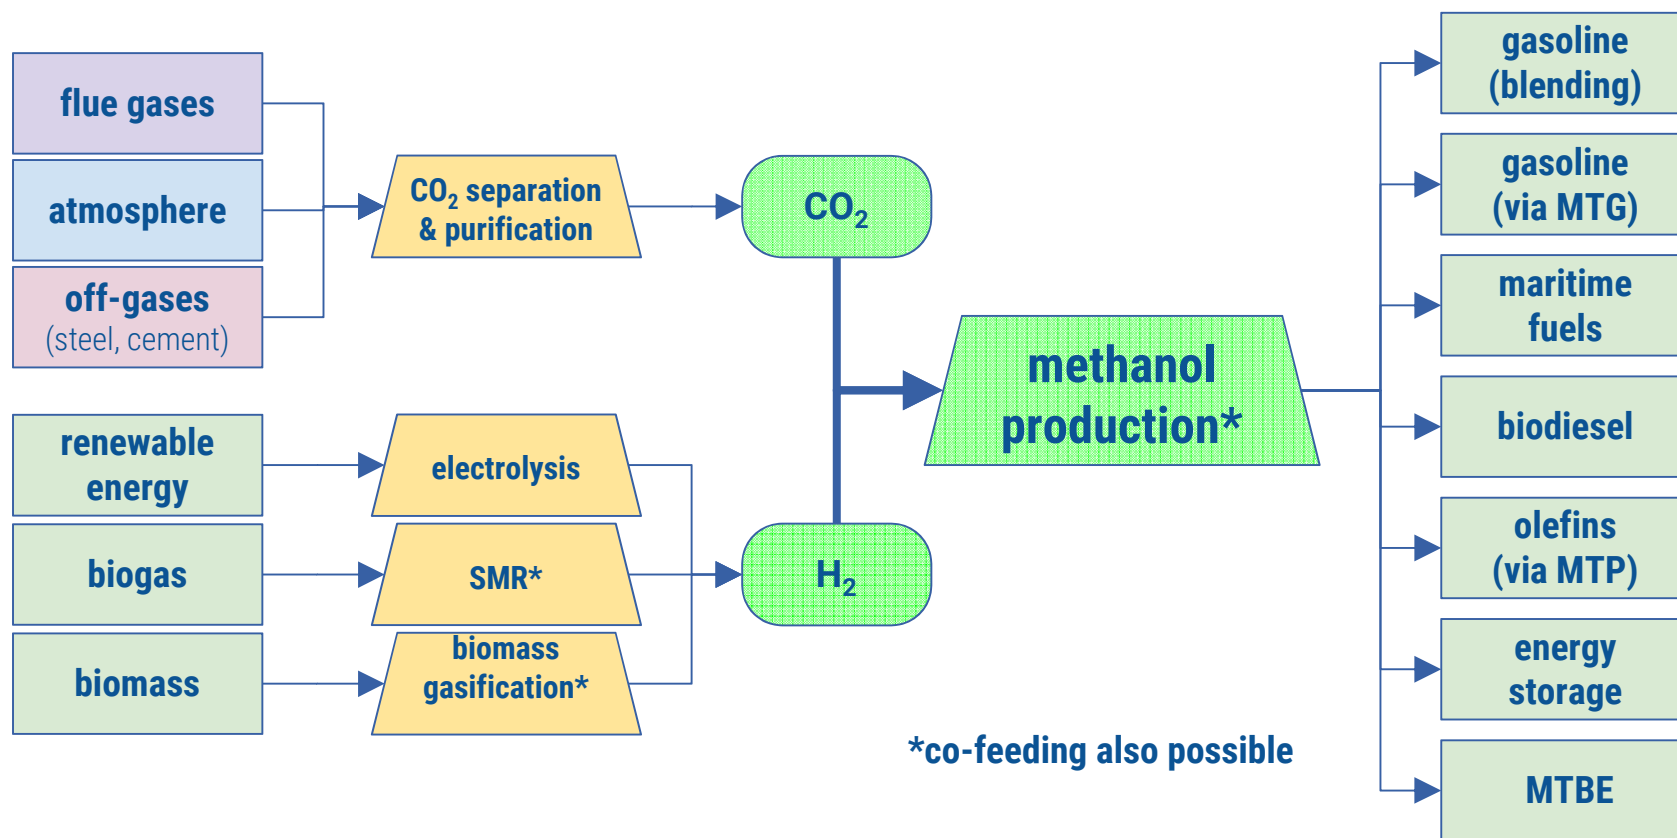 flue gases
atmosphere
off-gases
(steel, cement)
CO₂ separation
& purification
CO₂
renewable
energy
electrolysis
biogas
SMR*
biomass
biomass
gasification*
H₂
methanol
production*
*co-feeding also possible
gasoline
(blending)
gasoline
(via MTG)
maritime
fuels
biodiesel
olefins
(via MTP)
energy
storage
MTBE